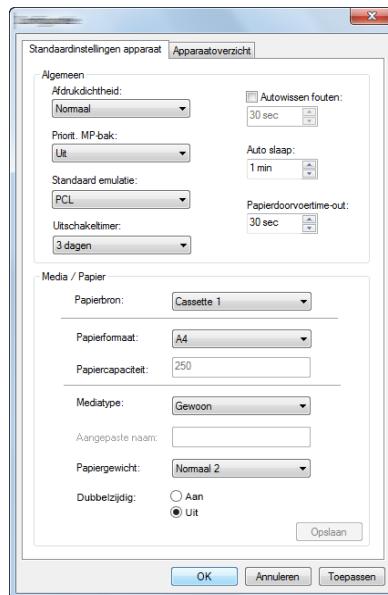 Standaardinstellingen apparaat
Apparaatoverzicht
Algemeen
Afdrukdichtheid:
Normaal
Autowissen fouten:
30 sec
Priorit. MP-bak:
Uit
Auto slaap:
1 min
Standaard emulatie:
PCL
Papierdoorvoertime-out:
30 sec
Uitschakeltimer:
3 dagen
Media / Papier
Papierbron:
Cassette 1
Papierformaat:
A4
Papiercapaciteit:
250
Mediatype:
Gewoon
Aangepaste naam:
Papiergewicht:
Normaal 2
Dubbelzijdig:
Aan
Uit
Opslaan
OK
Annuleren
Toepassen